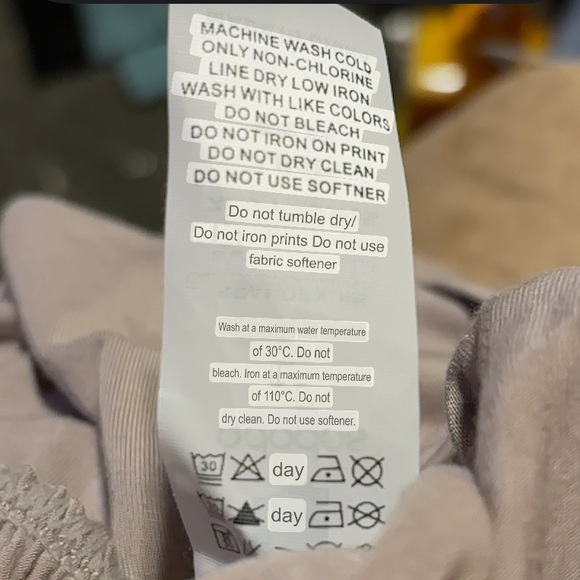 MACHINE WASH COLD
ONLY NON-CHLORINE
LINE DRY LOW IRON
WASH WITH LIKE COLORS
DO NOT BLEACH
DO NOT IRON ON PRINT
DO NOT DRY CLEAN
DO NOT USE SOFTNER
Do not tumble dry/
Do not iron prints Do not use
fabric softener
Wash at a maximum water temperature
of 30°C. Do not
bleach. Iron at a maximum temperature
of 110°C. Do not
dry clean. Do not use softener.
30 day
day